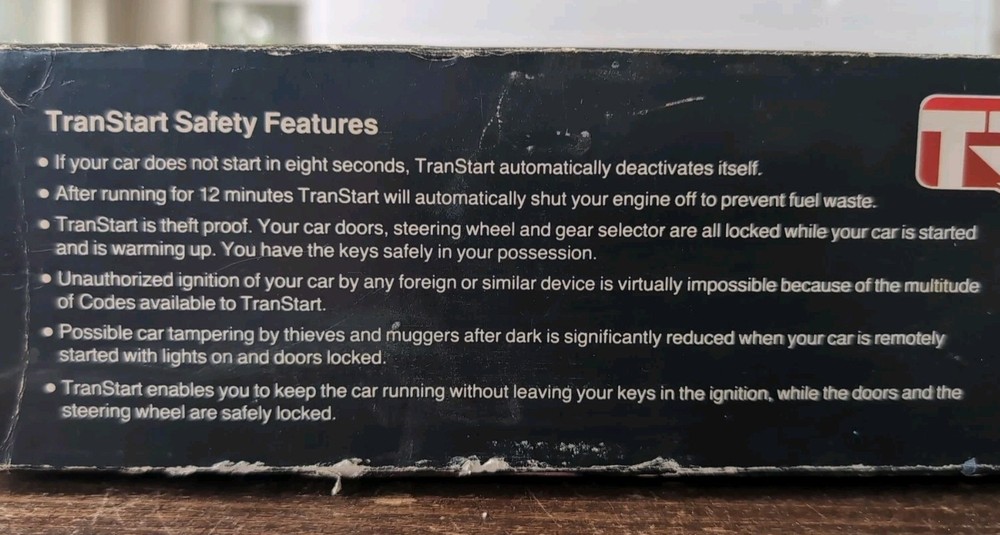 TranStart Safety Features
• If your car does not start in eight seconds, TranStart automatically deactivates itself.
• After running for 12 minutes TranStart will automatically shut your engine off to prevent fuel waste.
• TranStart is theft proof. Your car doors, steering wheel and gear selector are all locked while your car is started
and is warming up. You have the keys safely in your possession.
• Unauthorized ignition of your car by any foreign or similar device is virtually impossible because of the multitude
of Codes available to TranStart.
• Possible car tampering by thieves and muggers after dark is significantly reduced when your car is remotely
started with lights on and doors locked.
• TranStart enables you to keep the car running without leaving your keys in the ignition, while the doors and the
steering wheel are safely locked.